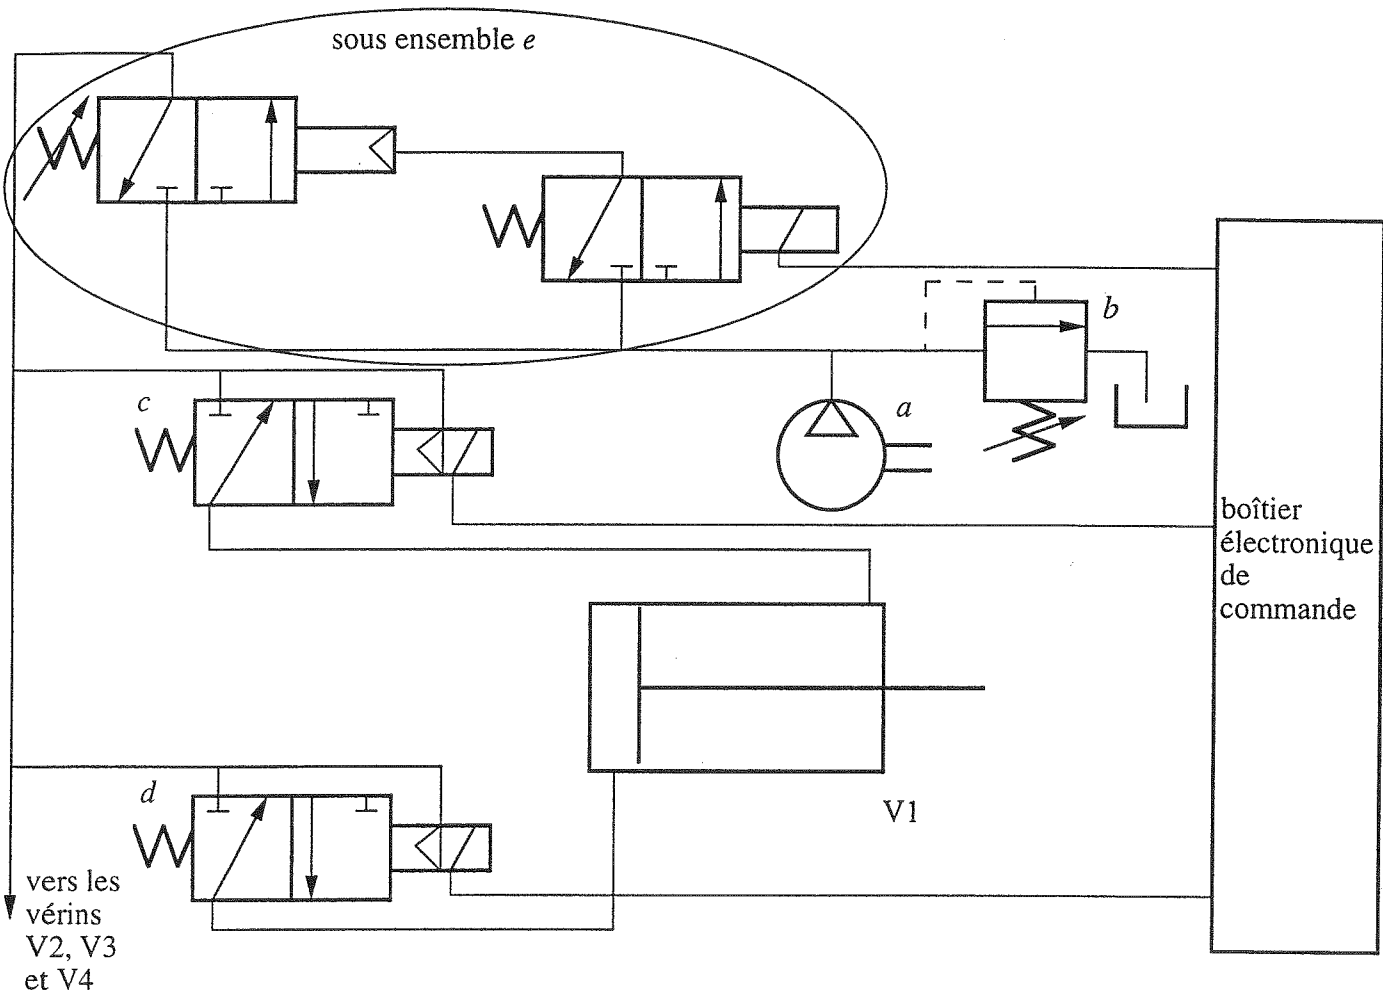 sous ensemble e
b
c
a
boîtier
électronique
de
commande
d
V1
vers les
vérins
V2, V3
et V4